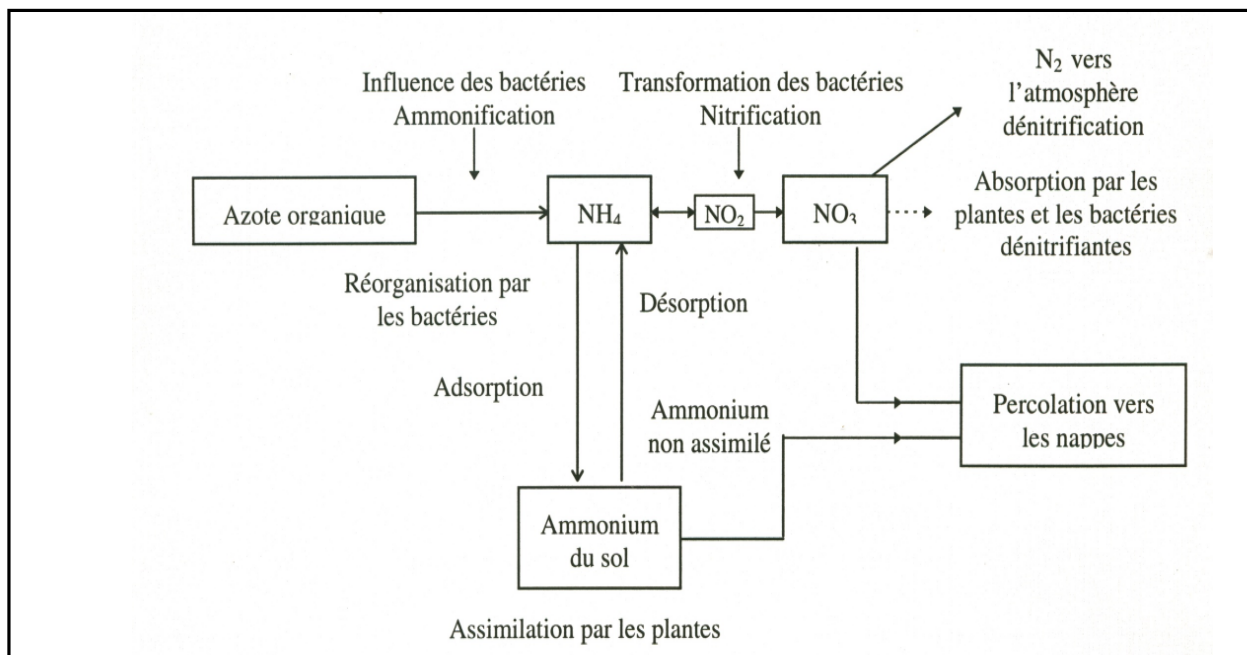 Influence des bactéries
Ammonification
Transformation des bactéries
Nitrification
N₂ vers
l'atmosphère
dénitrification
Azote organique
NH₄
NO₂
NO₃
Absorption par les
plantes et les bactéries
dénitrifiantes
Réorganisation par
les bactéries
Désorption
Adsorption
Ammonium
non assimilé
Percolation vers
les nappes
Ammonium
du sol
Assimilation par les plantes